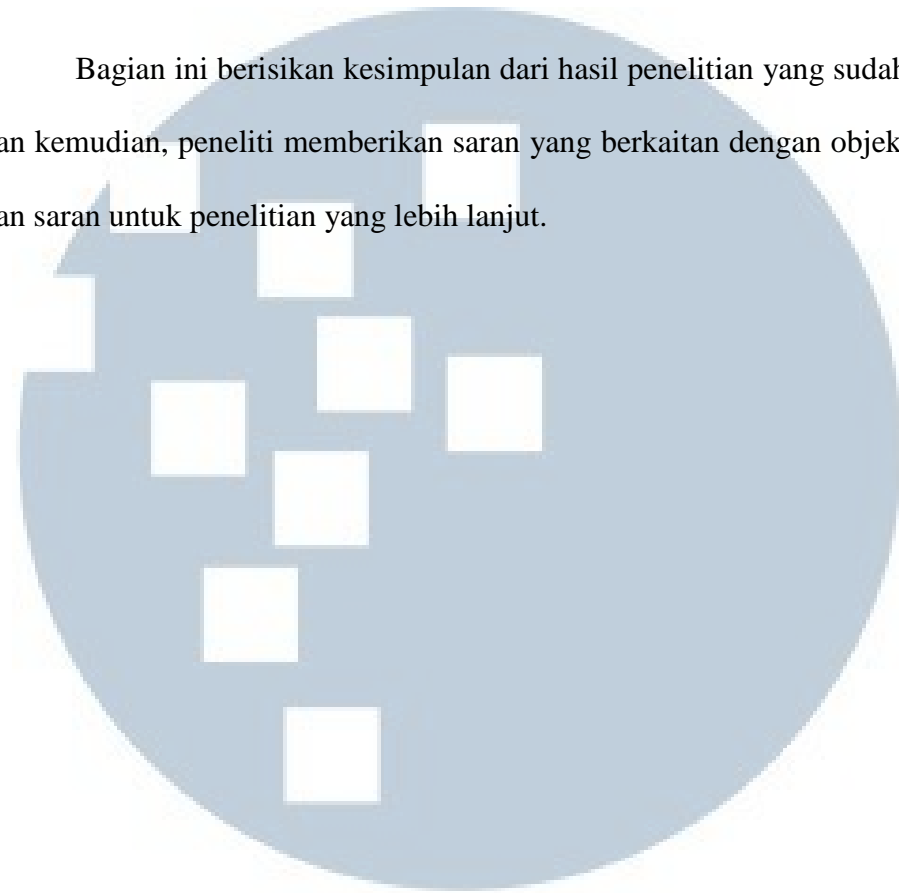 Bagian ini berisikan kesimpulan dari hasil penelitian yang sudah
an kemudian, peneliti memberikan saran yang berkaitan dengan objek
an saran untuk penelitian yang lebih lanjut.